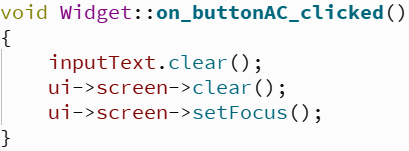 void Widget::on_buttonAC_clicked()
{
    inputText.clear();
    ui->screen->clear();
    ui->screen->setFocus();
}